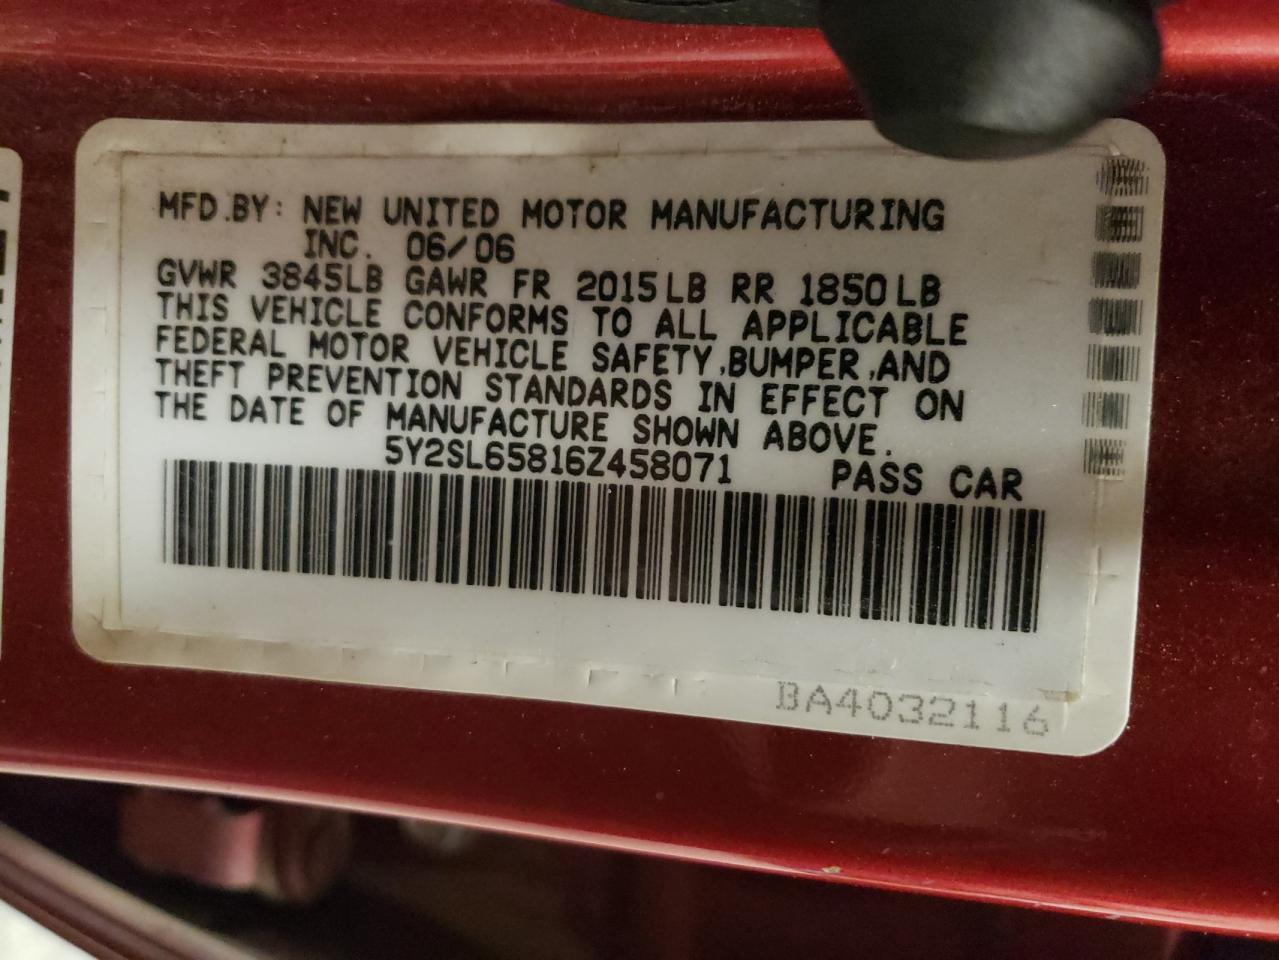 MFD.BY: NEW UNITED MOTOR MANUFACTURING
INC. 06/06
GVWR 3845LB GAWR FR 2015LB RR 1850LB
THIS VEHICLE CONFORMS TO ALL APPLICABLE
FEDERAL MOTOR VEHICLE SAFETY,BUMPER,AND
THEFT PREVENTION STANDARDS IN EFFECT ON
THE DATE OF MANUFACTURE SHOWN ABOVE.
5Y2SL65816Z458071 PASS CAR
BA4032116